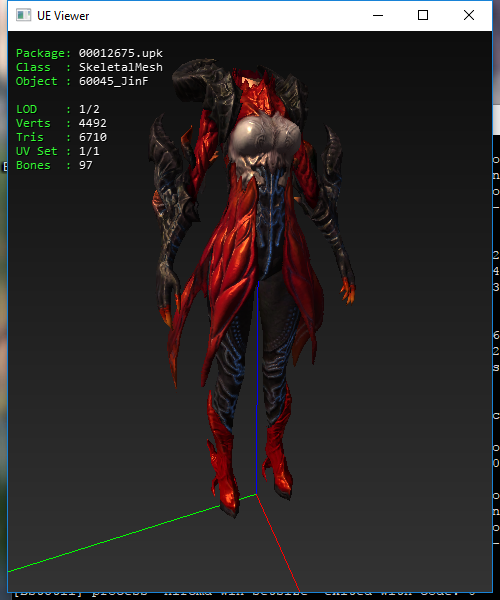 UE Viewer
Package: 00012675.upk
Class : SkeletalMesh
Object : 60045_JinF
LOD : 1/2
Verts : 4492
Tris : 6710
UV Set : 1/1
Bones : 97